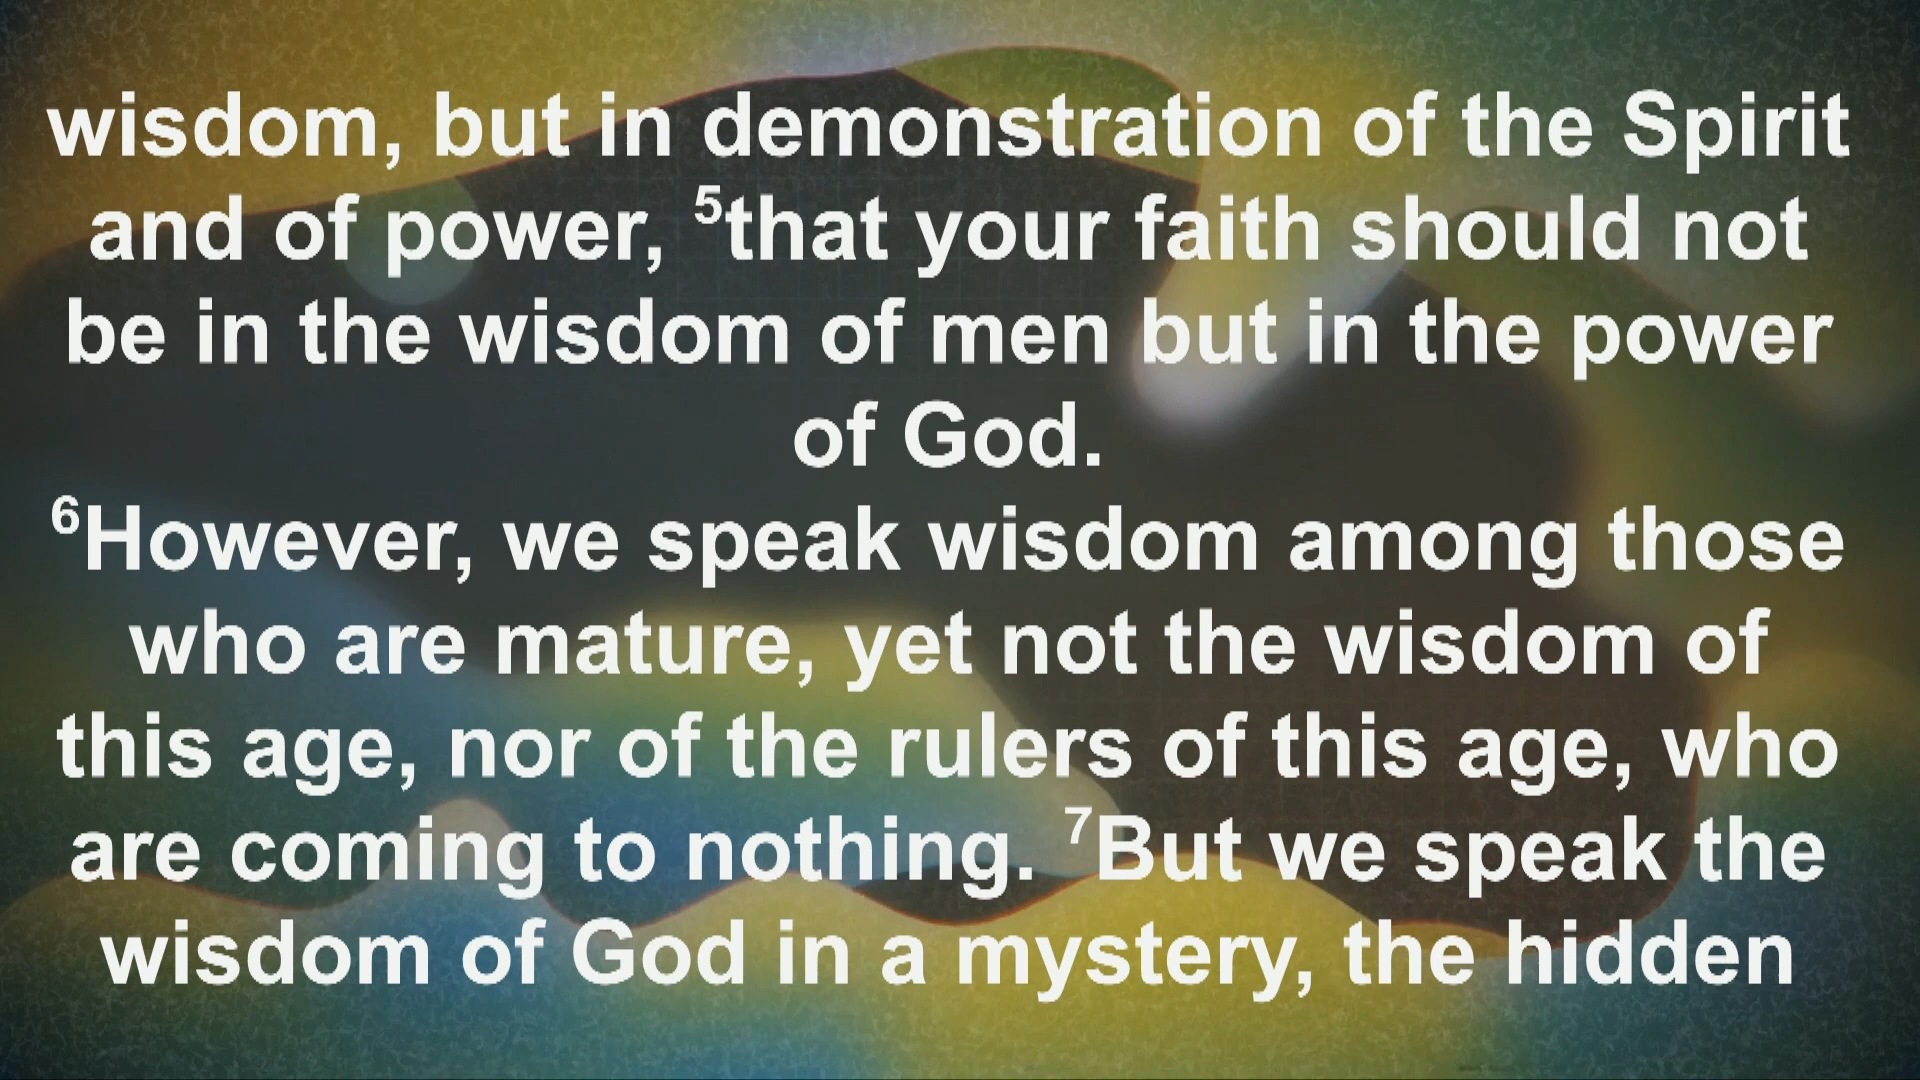 wisdom, but in demonstration of the Spirit
and of power, ⁵that your faith should not
be in the wisdom of men but in the power
of God.
⁶However, we speak wisdom among those
who are mature, yet not the wisdom of
this age, nor of the rulers of this age, who
are coming to nothing. ⁷But we speak the
wisdom of God in a mystery, the hidden